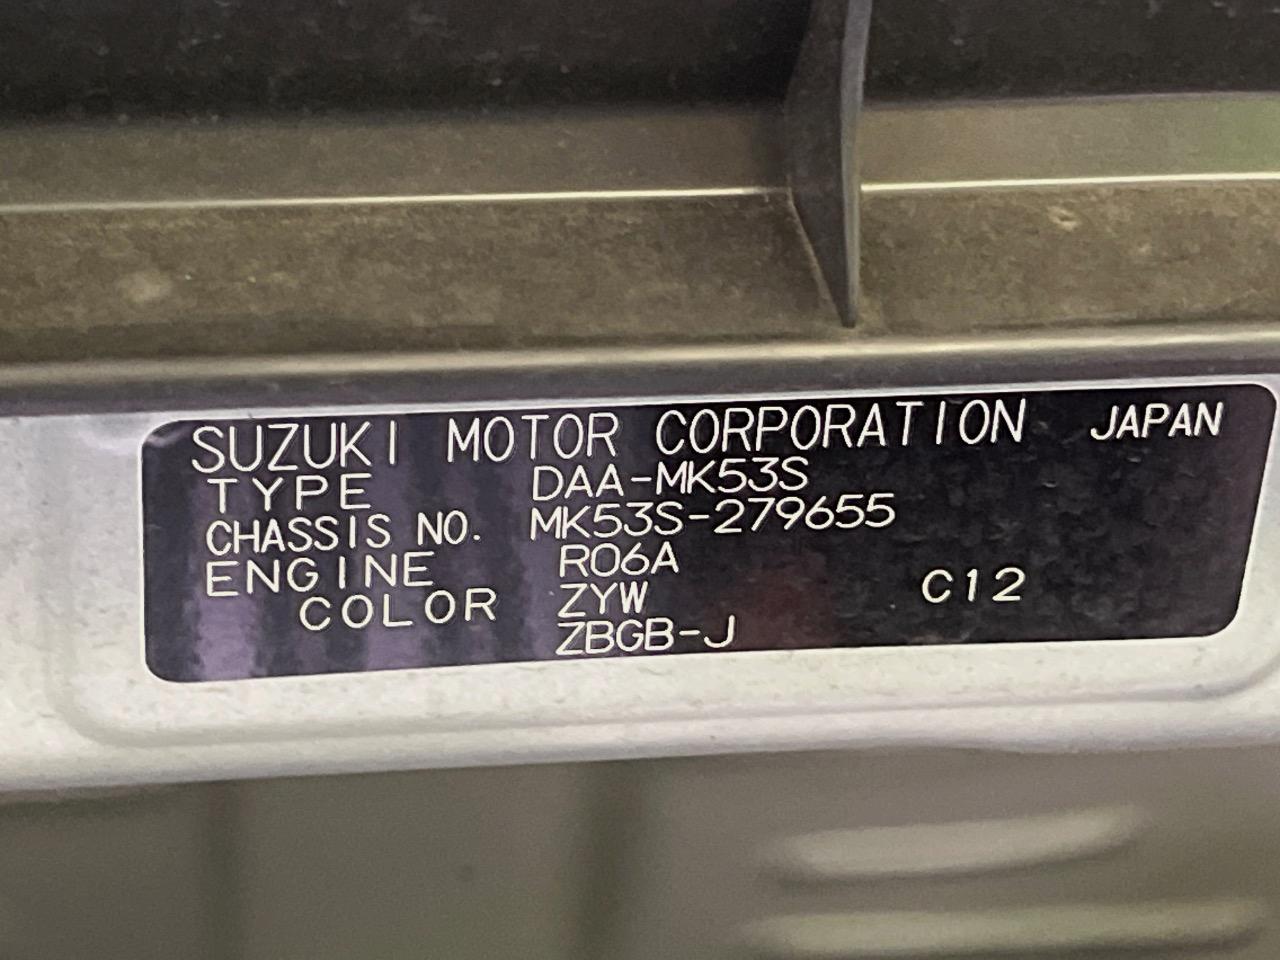 SUZUKI MOTOR CORPORATION JAPAN
TYPE DAA-MK53S
CHASSIS NO. MK53S-279655
ENGINE R06A
COLOR ZYW C12
ZBGB-J